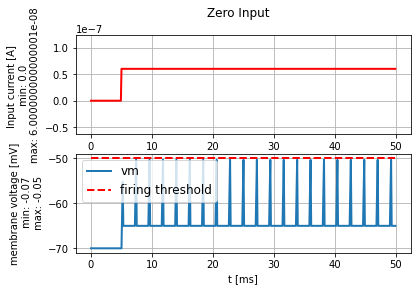 Zero Input
1e−7
Input current [A]
min: 0.0
max: 6.000000000000001e-08
1.0
0.5
0.0
−0.5
0 10 20 30 40 50
membrane voltage [mV]
min: -0.07
max: -0.05
−50
−60
−70
vm
firing threshold
0 10 20 30 40 50
t [ms]